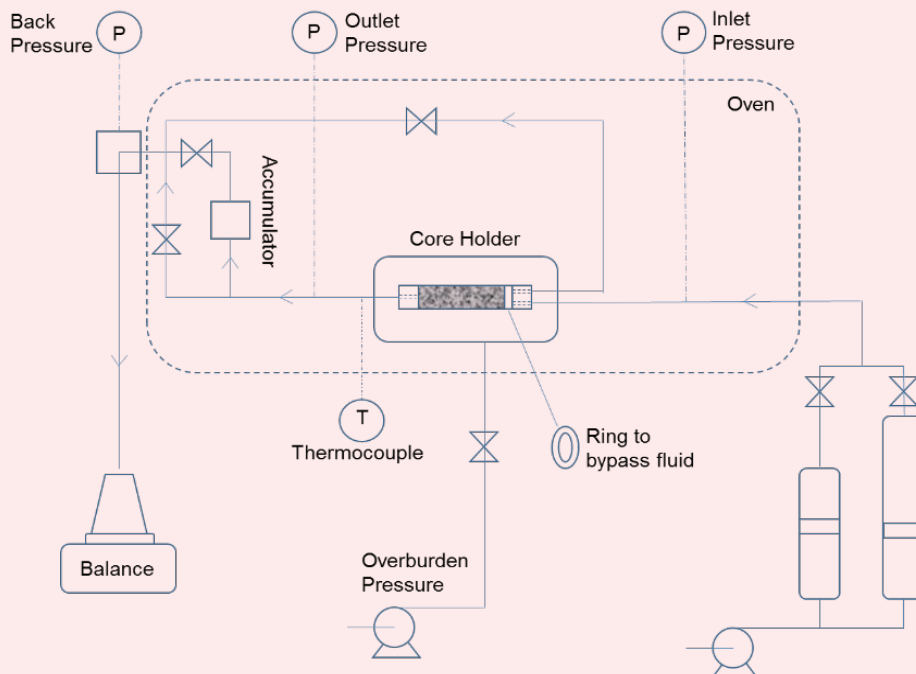 Back
Pressure
P
Outlet
Pressure
P
Inlet
Pressure
P
Oven
Accumulator
Core Holder
T
Thermocouple
Ring to
bypass fluid
Overburden
Pressure
Balance